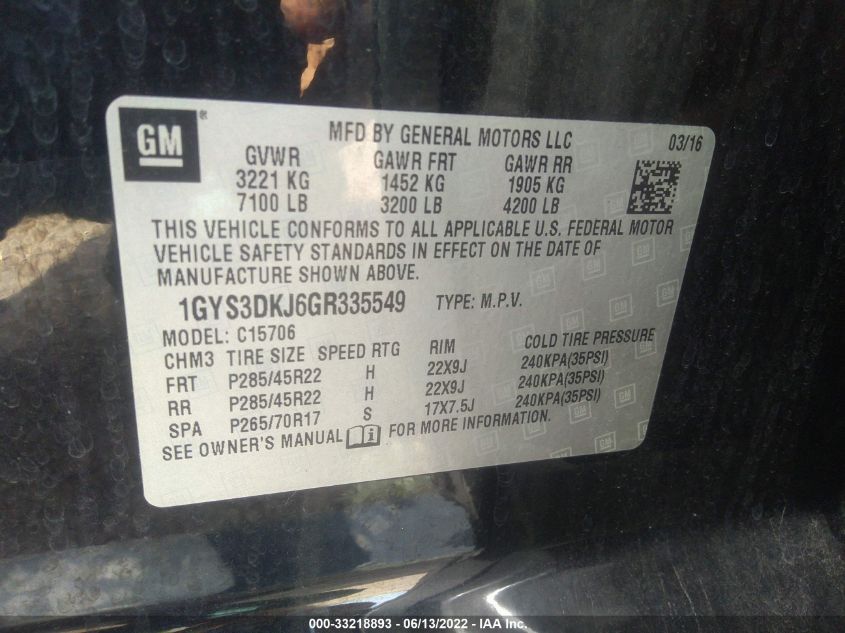 GM
MFD BY GENERAL MOTORS LLC 03/16
GVWR GAWR FRT GAWR RR
3221 KG 1452 KG 1905 KG
7100 LB 3200 LB 4200 LB
THIS VEHICLE CONFORMS TO ALL APPLICABLE U.S. FEDERAL MOTOR
VEHICLE SAFETY STANDARDS IN EFFECT ON THE DATE OF
MANUFACTURE SHOWN ABOVE.
1GYS3DKJ6GR335549 TYPE: M.P.V.
MODEL: C15706
CHM3 TIRE SIZE SPEED RTG RIM COLD TIRE PRESSURE
FRT P285/45R22 H 22X9J 240KPA(35PSI)
RR P285/45R22 H 22X9J 240KPA(35PSI)
SPA P265/70R17 S 17X7.5J 240KPA(35PSI)
SEE OWNER'S MANUAL FOR MORE INFORMATION.
000-33218893 - 06/13/2022 - IAA Inc.